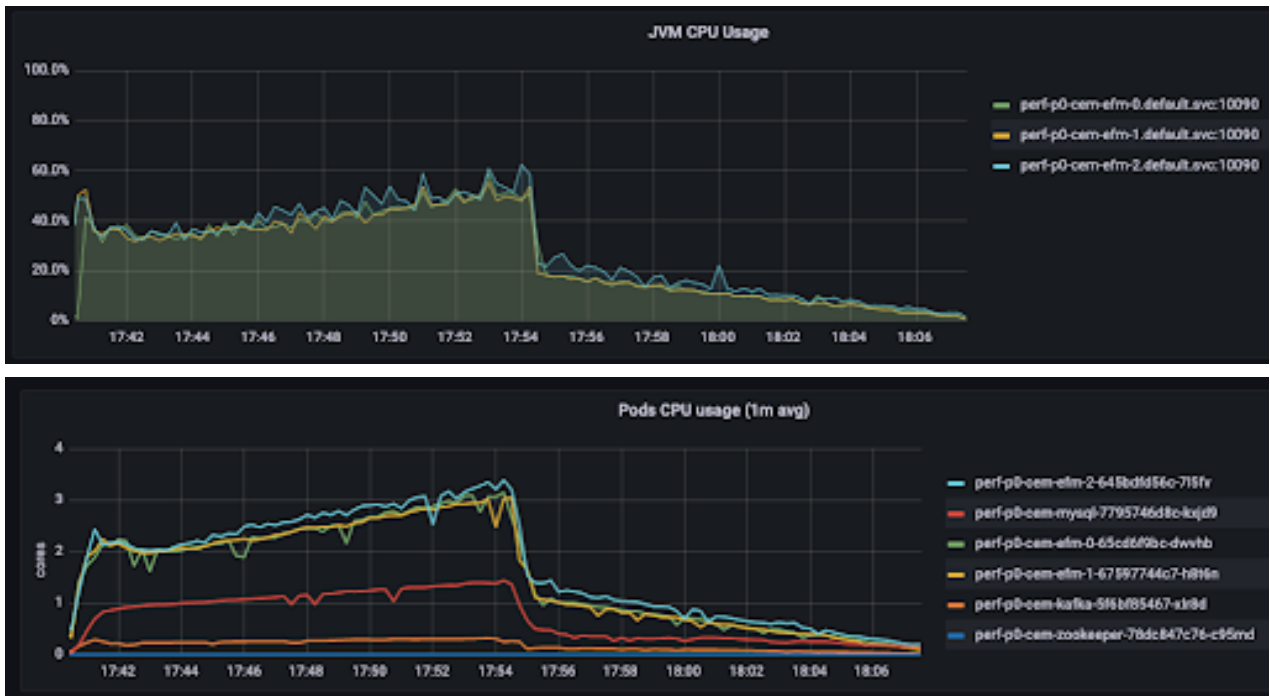 JVM CPU Usage
100.0%
80.0%
60.0%
40.0%
20.0%
0%
17:42 17:44 17:46 17:48 17:50 17:52 17:54 17:56 17:58 18:00 18:02 18:04 18:06
perf-p0-cem-efm-0.default.svc:10090
perf-p0-cem-efm-1.default.svc:10090
perf-p0-cem-efm-2.default.svc:10090
Pods CPU usage (1m avg)
cores
4
3
2
1
0
17:42 17:44 17:46 17:48 17:50 17:52 17:54 17:56 17:58 18:00 18:02 18:04 18:06
perf-p0-cem-efm-2-645bdfd56c-7l5fv
perf-p0-cem-mysql-7795746d8c-kxjd9
perf-p0-cem-efm-0-65cd6f9bc-dwvhb
perf-p0-cem-efm-1-67597744c7-h8t6n
perf-p0-cem-kafka-5f6bf85467-xlr8d
perf-p0-cem-zookeeper-78dc847c76-c95md